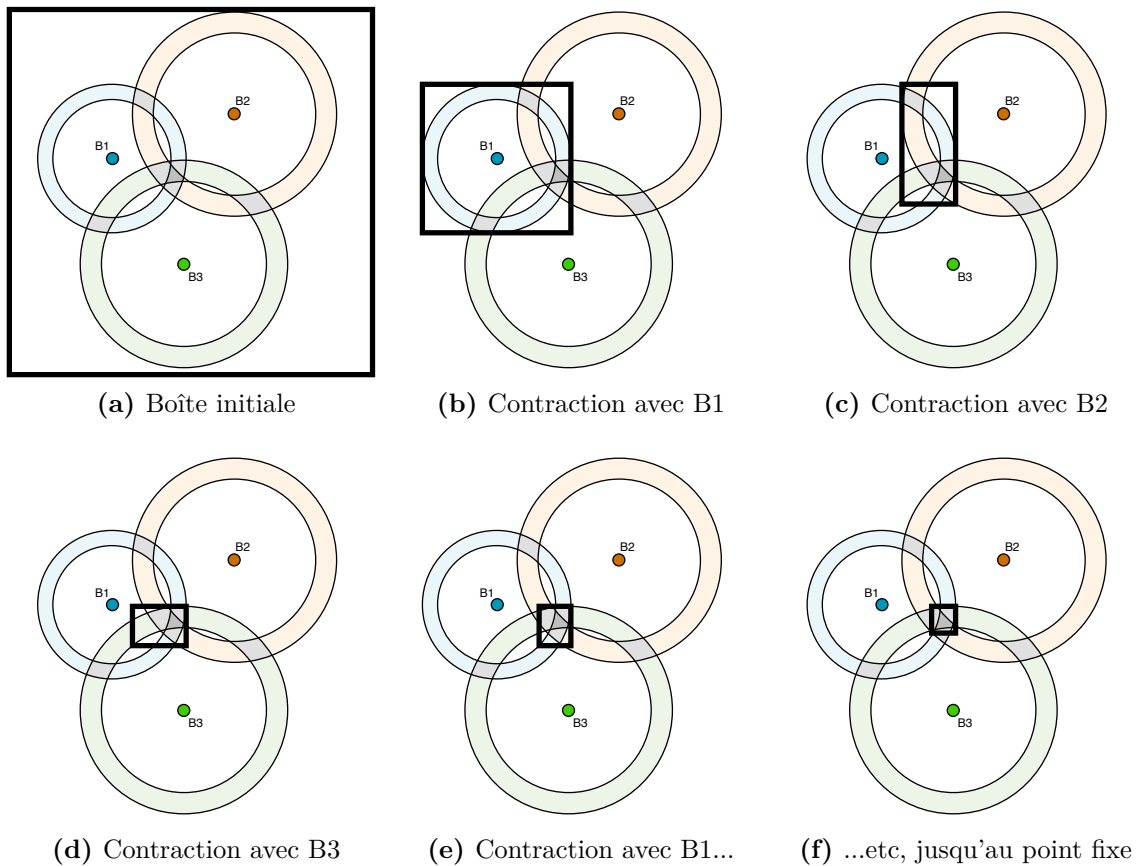 B2
B1
B3
B2
B1
B3
B2
B1
B3
(a) Boîte initiale
(b) Contraction avec B1
(c) Contraction avec B2
B2
B1
B3
B2
B1
B3
B2
B1
B3
(d) Contraction avec B3
(e) Contraction avec B1...
(f) ...etc, jusqu'au point fixe